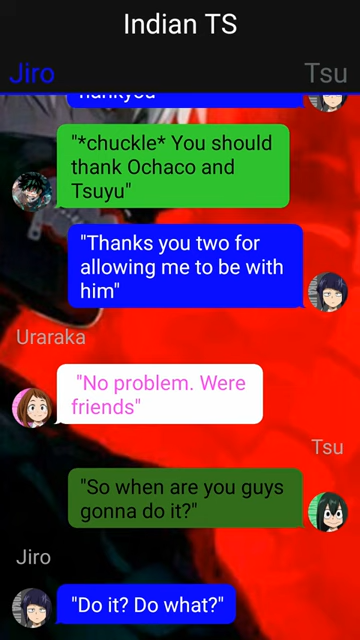 Indian TS
Jiro
Tsu
"*chuckle* You should
thank Ochaco and
Tsuyu"
"Thanks you two for
allowing me to be with
him"
Uraraka
"No problem. Were
friends"
Tsu
"So when are you guys
gonna do it?"
Jiro
"Do it? Do what?"